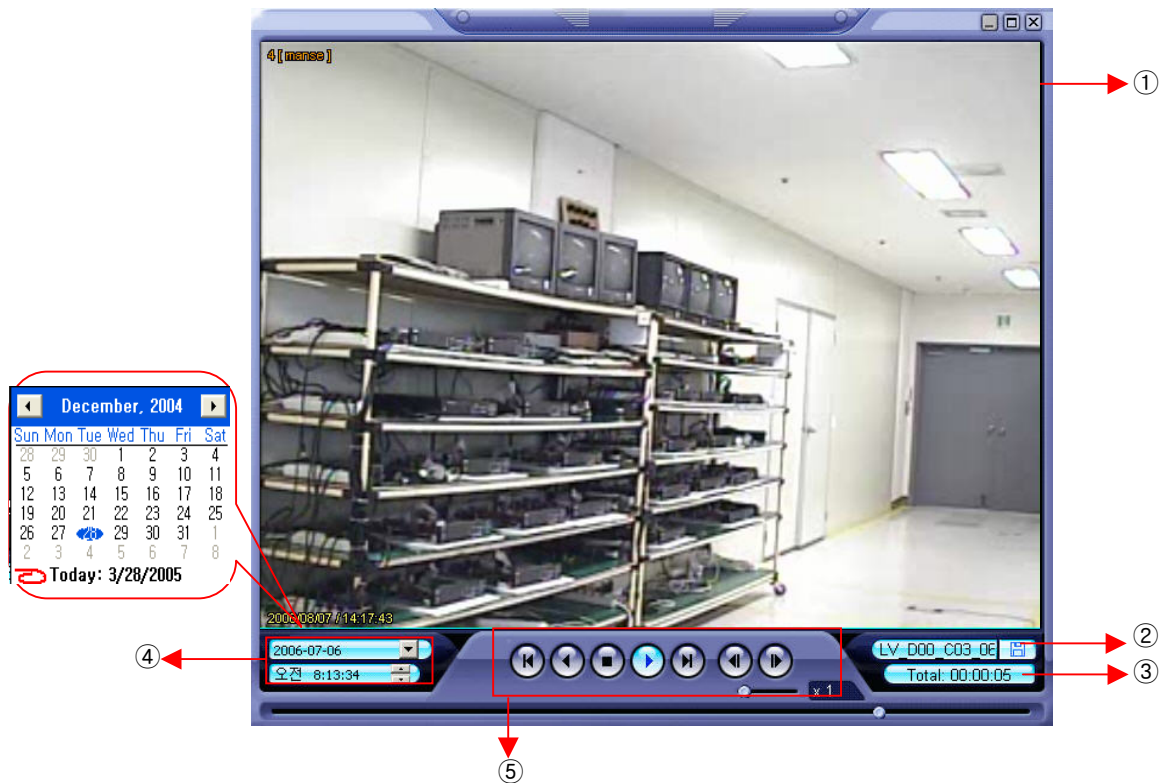 4 [ manse ]
①
December, 2004
Sun Mon Tue Wed Thu Fri Sat
28 29 30 1 2 3 4
5 6 7 8 9 10 11
12 13 14 15 16 17 18
19 20 21 22 23 24 25
26 27 28 29 30 31 1
2 3 4 5 6 7 8
Today: 3/28/2005
2006/08/07 / 14:17:43
④
2006-07-06
오전 8:13:34
x 1
LV_D00_C03_06
②
Total: 00:00:05
③
⑤